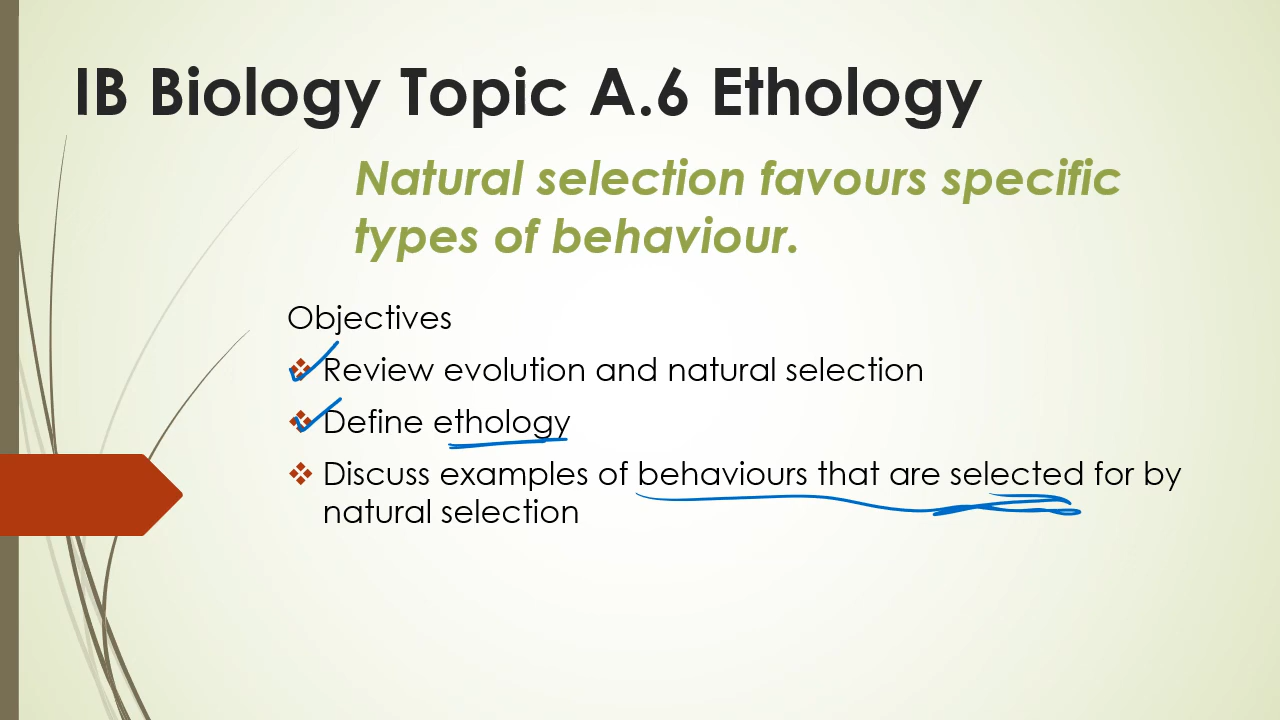 IB Biology Topic A.6 Ethology
Natural selection favours specific
types of behaviour.
Objectives
Review evolution and natural selection
Define ethology
Discuss examples of behaviours that are selected for by
natural selection